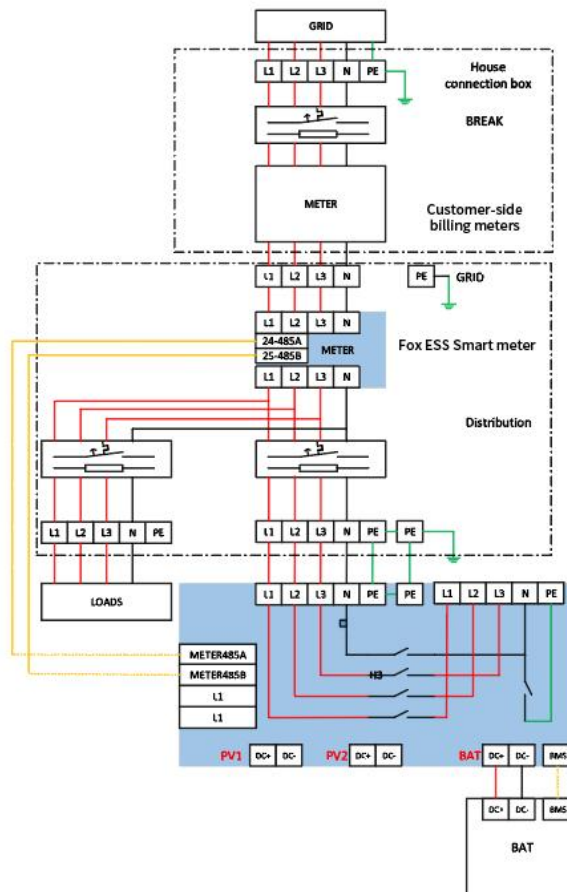 GRID
L1 L2 L3 N PE
House
connection box
BREAK
METER
Customer-side
billing meters
L1 L2 L3 N
PE
GRID
L1 L2 L3 N
24-485A
25-485B
METER
Fox ESS Smart meter
L1 L2 L3 N
Distribution
L1 L2 L3 N PE
L1 L2 L3 N PE PE
LOADS
L1 L2 L3 N PE PE
L1 L2 L3 N PE
METER485A
METER485B
L1
L1
H3
PV1 DC+ DC-
PV2 DC+ DC-
BAT DC+ DC- BMS
DC+ DC- BMS
BAT